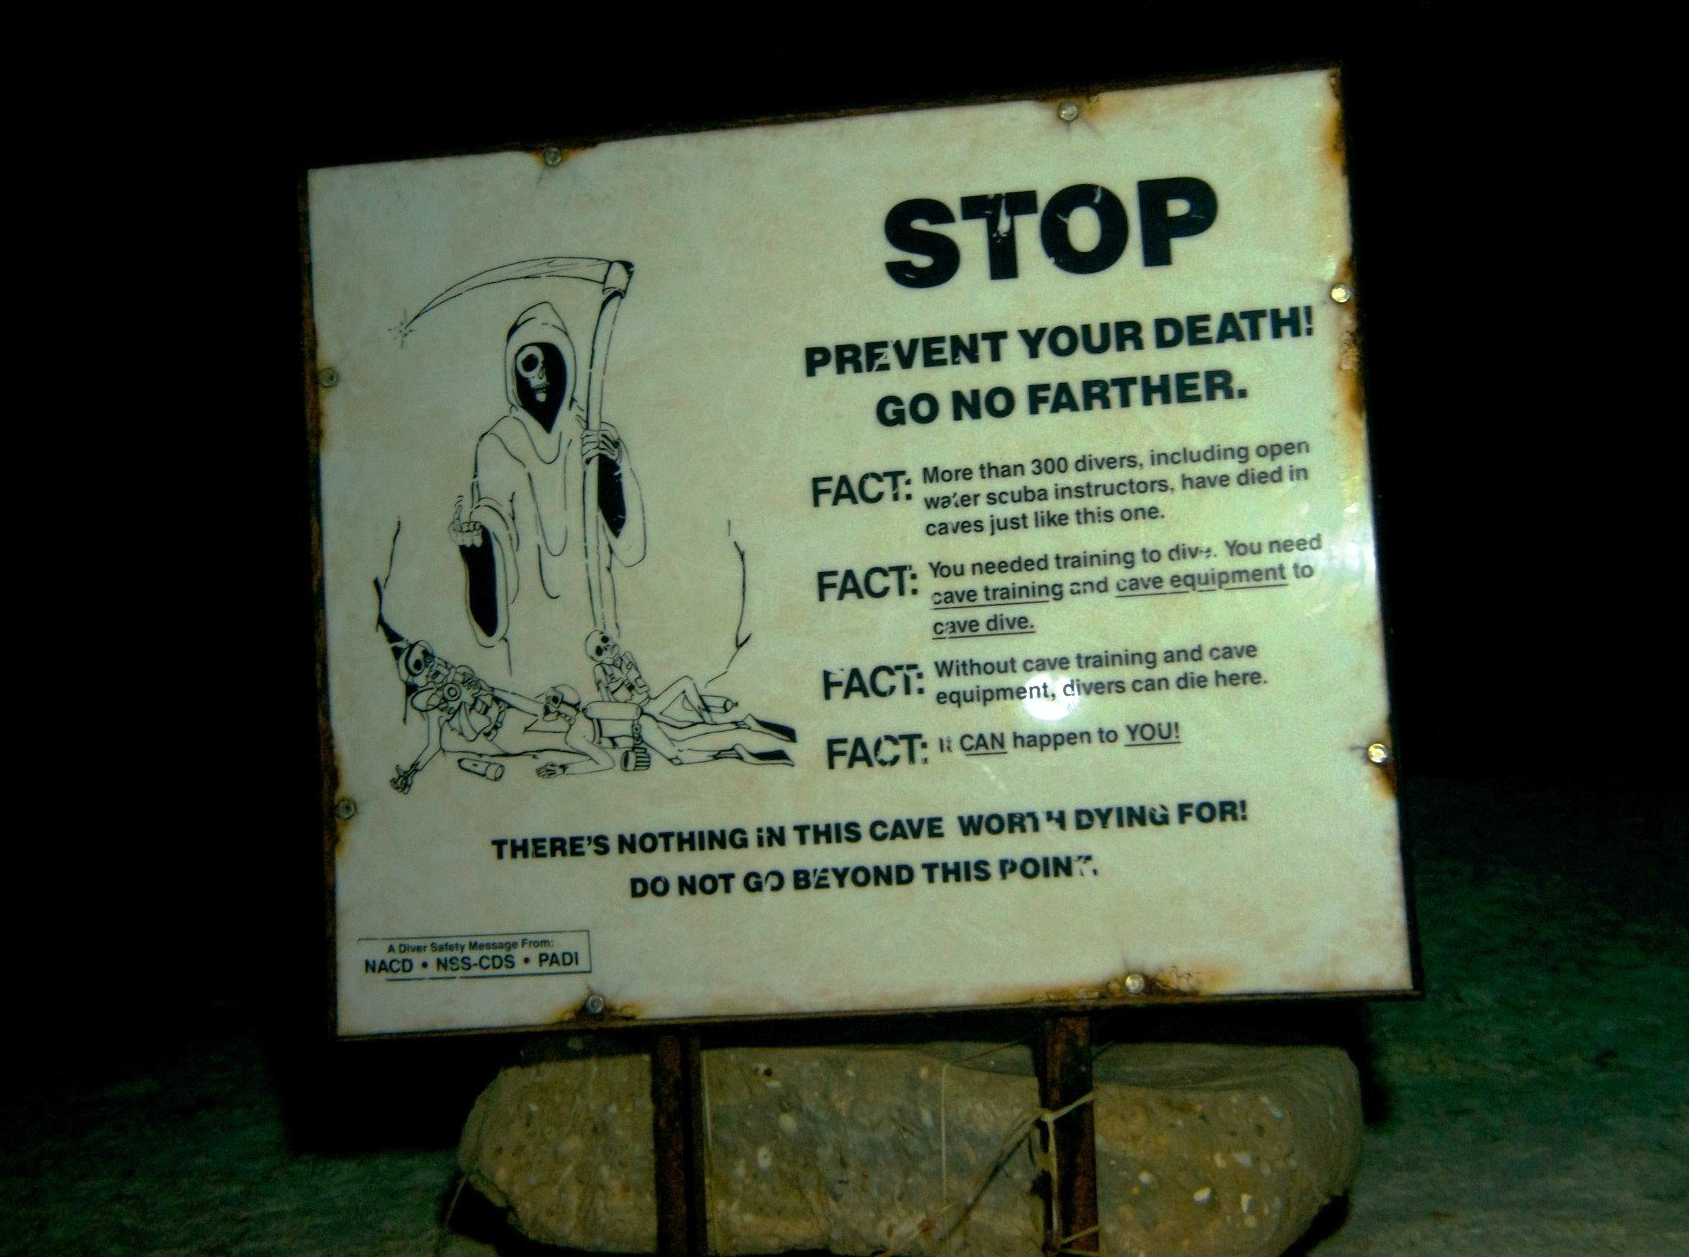 STOP
PREVENT YOUR DEATH!
GO NO FARTHER.
FACT: More than 300 divers, including open
water scuba instructors, have died in
caves just like this one.
FACT: You needed training to dive. You need
cave training and cave equipment to
cave dive.
FACT: Without cave training and cave
equipment, divers can die here.
FACT: It CAN happen to YOU!
THERE'S NOTHING IN THIS CAVE WORTH DYING FOR!
DO NOT GO BEYOND THIS POINT.
A Diver Safety Message From:
NACD • NSS-CDS • PADI